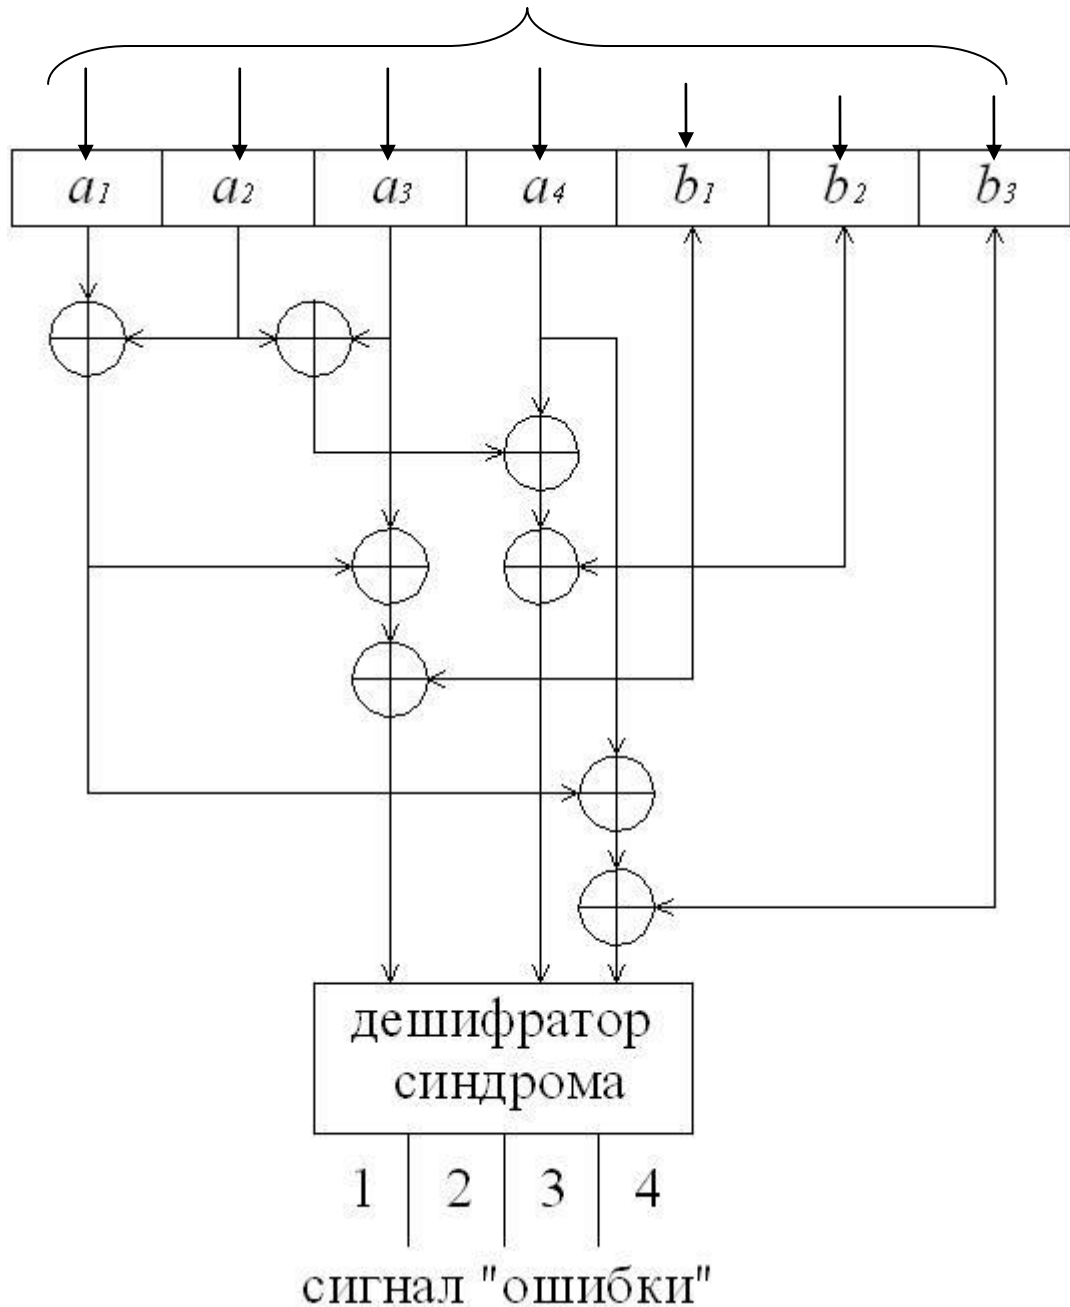 a1 a2 a3 a4 b1 b2 b3
дешифратор
синдрома
1 2 3 4
сигнал "ошибки"